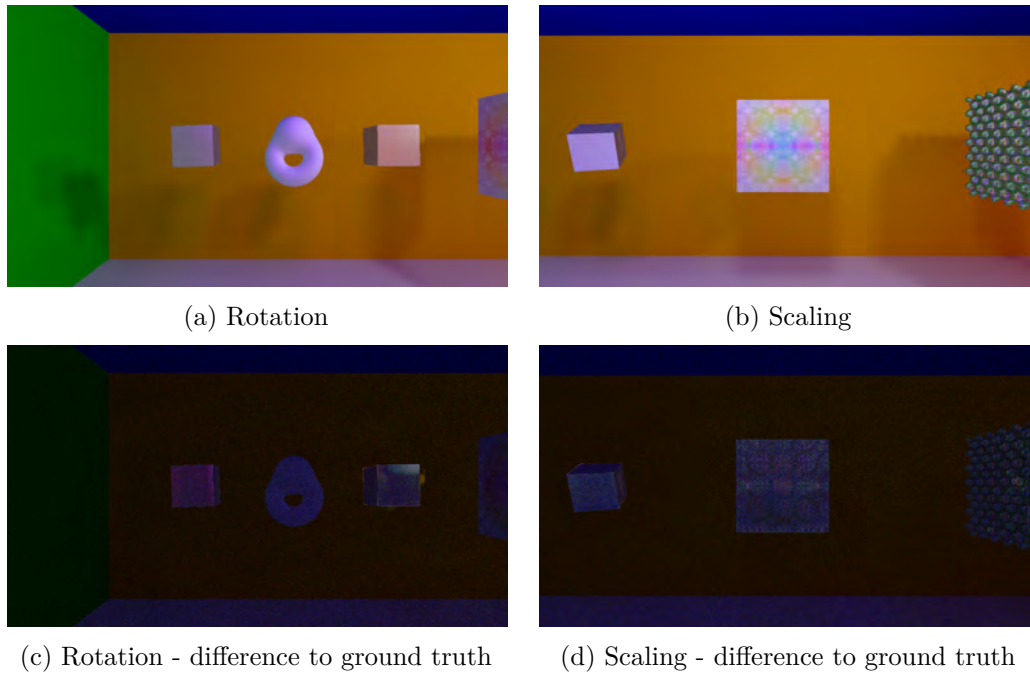 (a) Rotation
(b) Scaling
(c) Rotation - difference to ground truth
(d) Scaling - difference to ground truth